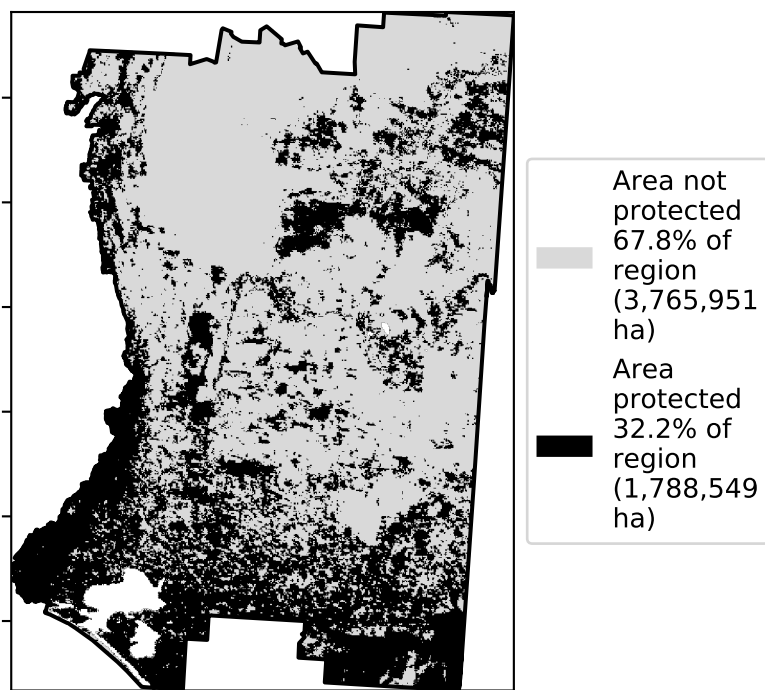 Area not
protected
67.8% of
region
(3,765,951
ha)
Area
protected
32.2% of
region
(1,788,549
ha)